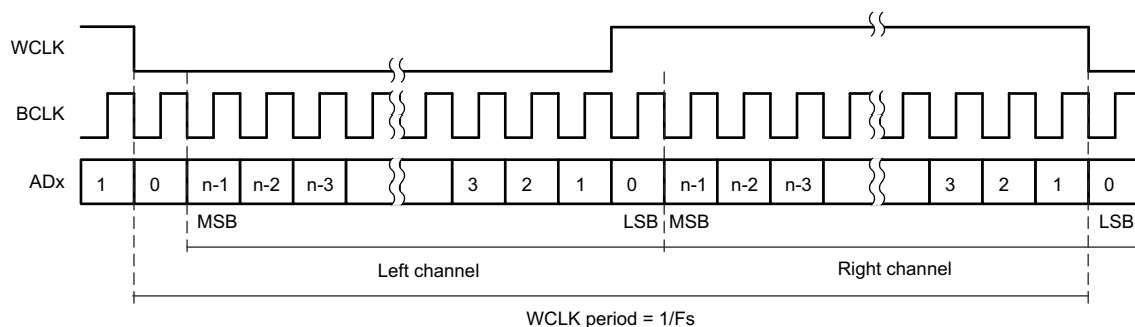 WCLK
BCLK
ADx 1 0 n-1 n-2 n-3 3 2 1 0 n-1 n-2 n-3 3 2 1 0
MSB LSB MSB LSB
Left channel Right channel
WCLK period = 1/Fs